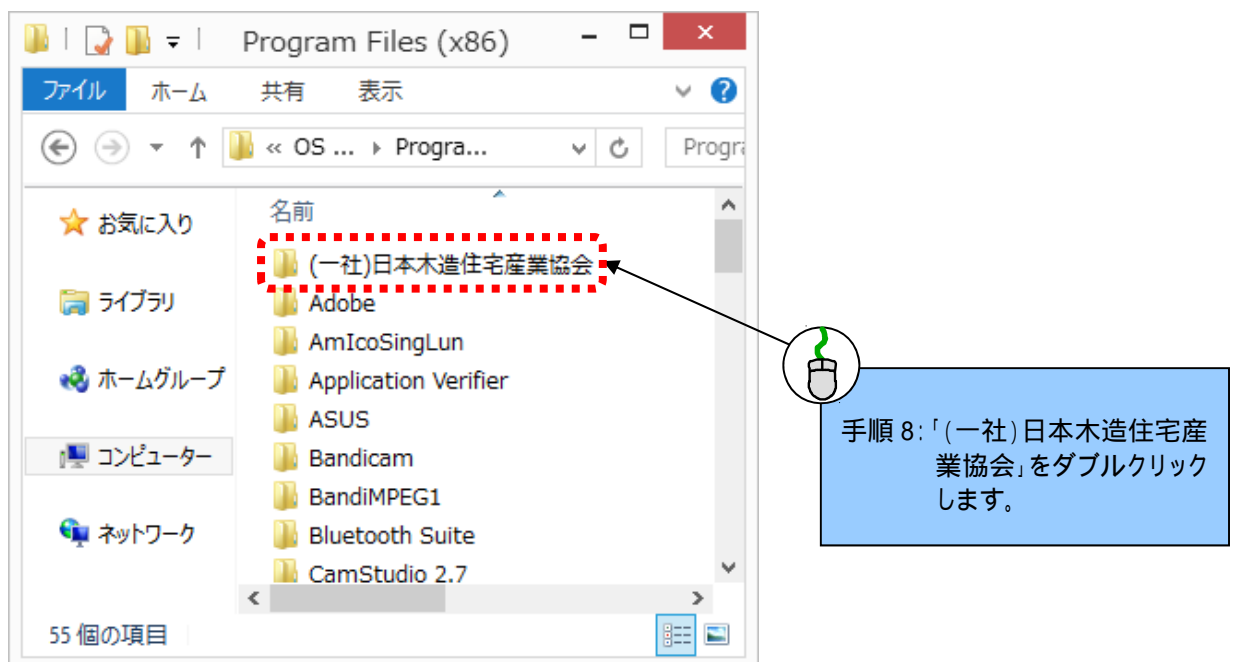 Program Files (x86)
ファイル ホーム 共有 表示
« OS ... Progra... Progra
名前
お気に入り
ライブラリ
ホームグループ
コンピューター
ネットワーク
(一社)日本木造住宅産業協会
Adobe
AmIcoSingLun
Application Verifier
ASUS
Bandicam
BandiMPEG1
Bluetooth Suite
CamStudio 2.7
55 個の項目
手順 8:「(一社)日本木造住宅産
業協会」をダブルクリック
します。